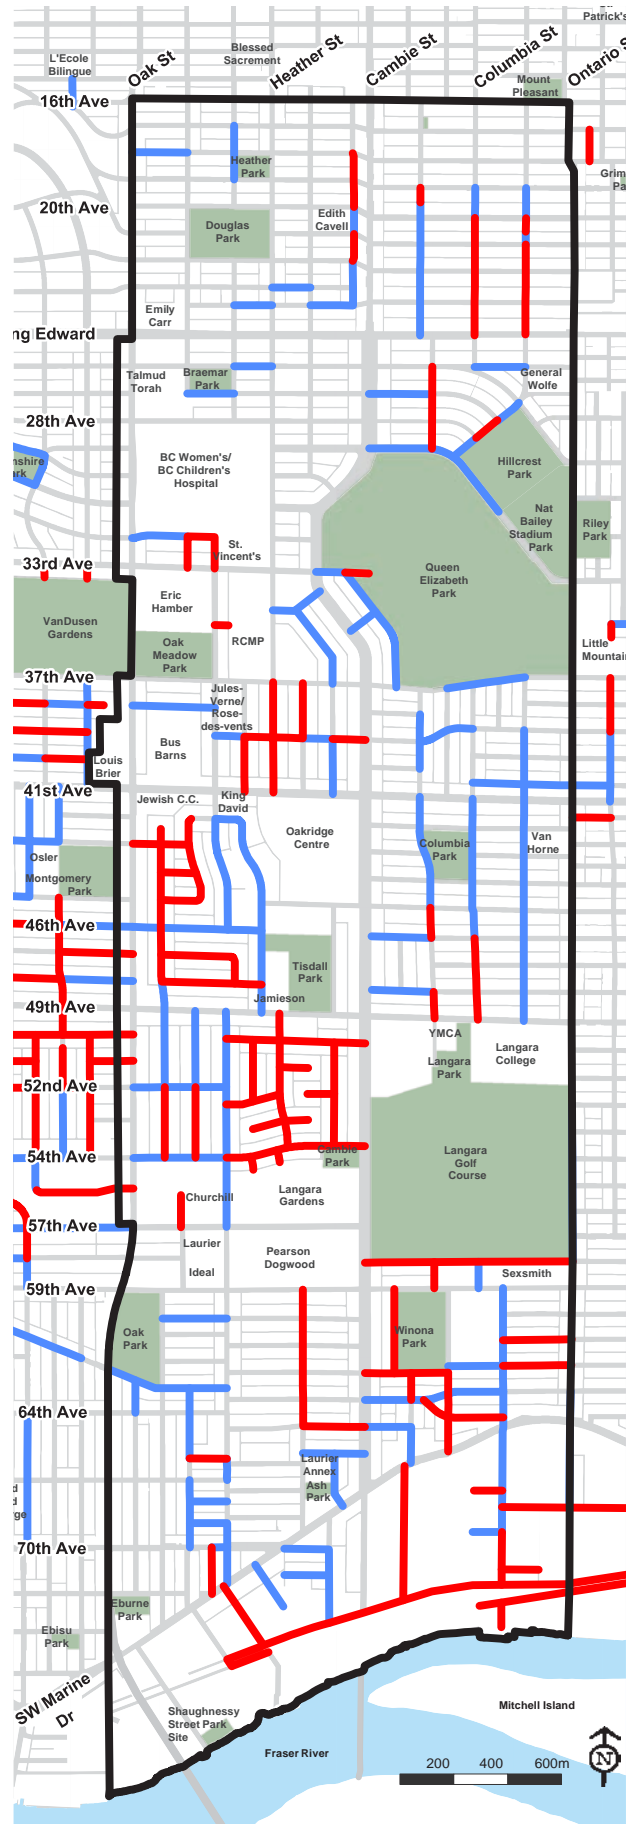 Patrick's
L'Ecole
Bilingue
Blessed
Sacrement
Oak St
Heather St
Cambie St
Columbia St
Ontario S
Mount
Pleasant
16th Ave
Heather
Park
Grim
Pa
20th Ave
Douglas
Park
Edith
Cavell
Emily
Carr
ng Edward
Talmud
Torah
Braemar
Park
General
Wolfe
28th Ave
BC Women's/
BC Children's
Hospital
nshire
ark
Hillcrest
Park
Nat
Bailey
Stadium
Park
Riley
Park
St.
Vincent's
33rd Ave
Queen
Elizabeth
Park
Eric
Hamber
VanDusen
Gardens
Oak
Meadow
Park
RCMP
Little
Mountai
37th Ave
Jules-
Verne/
Rose-
des-vents
Bus
Barns
Louis
Brier
41st Ave
Jewish C.C.
King
David
Oakridge
Centre
Columbia
Park
Van
Horne
Osler
Montgomery
Park
46th Ave
Tisdall
Park
Jamieson
49th Ave
YMCA
Langara
Park
Langara
College
52nd Ave
54th Ave
Cambie
Park
Langara
Golf
Course
Churchill
Langara
Gardens
57th Ave
Laurier
Ideal
Pearson
Dogwood
Sexsmith
59th Ave
Oak
Park
Winona
Park
64th Ave
Laurier
Annex
Ash
Park
d
d
ge
70th Ave
Eburne
Park
Ebisu
Park
SW Marine
Dr
Shaughnessy
Street Park
Site
Mitchell Island
Fraser River
N
200 400 600m